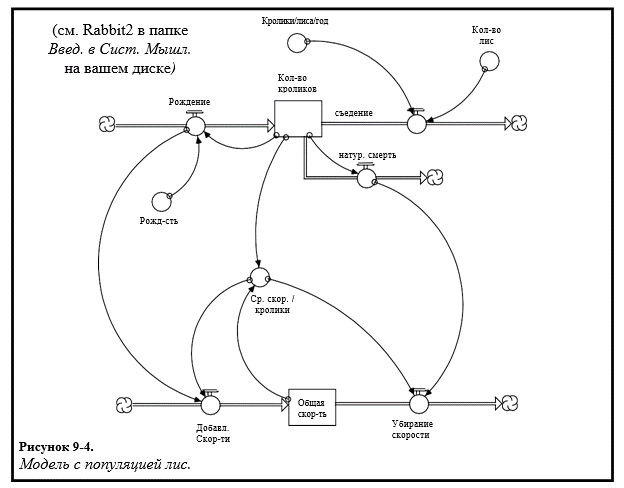 (см. Rabbit2 в папке
Введ. в Сист. Мышл.
на вашем диске)
Кролики/лиса/год
Кол-во
лис
Кол-во
кроликов
Рождение
съедение
натур. смерть
Рожд-сть
Ср. скор. /
кролики
Общая
скор-ть
Добавл.
Скор-ти
Убирание
скорости
Рисунок 9-4.
Модель с популяцией лис.